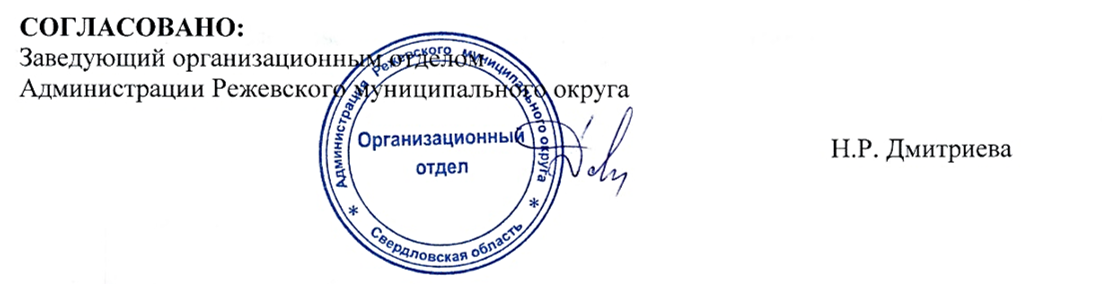 СОГЛАСОВАНО:
Заведующий организационным отделом
Администрации Режевского муниципального округа
Администрация Режевского муниципального округа
Организационный
отдел
Н.Р. Дмитриева
* Свердловская область *